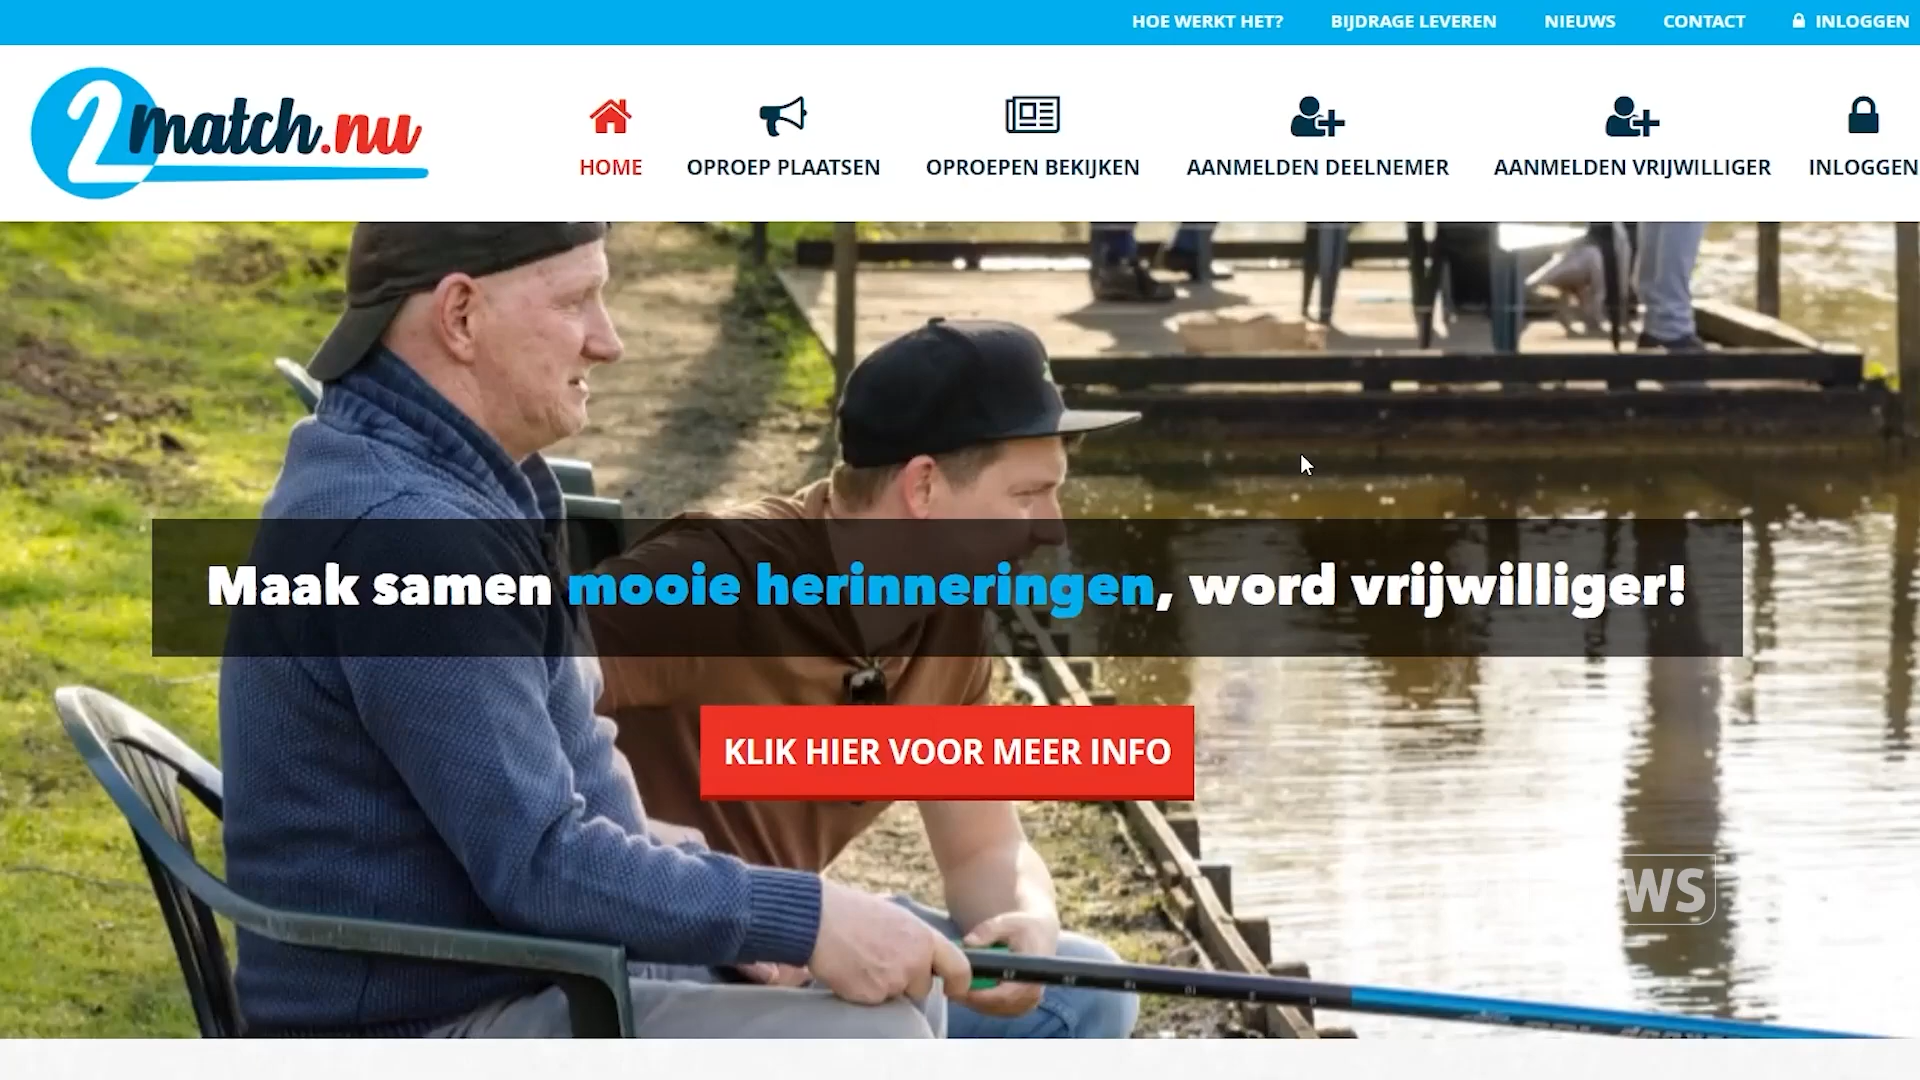 HOE WERKT HET? BIJDRAGE LEVEREN NIEUWS CONTACT INLOGGEN
2match.nu
HOME OPROEP PLAATSEN OPROEPEN BEKIJKEN AANMELDEN DEELNEMER AANMELDEN VRIJWILLIGER INLOGGEN
Maak samen mooie herinneringen, word vrijwilliger!
KLIK HIER VOOR MEER INFO
WS